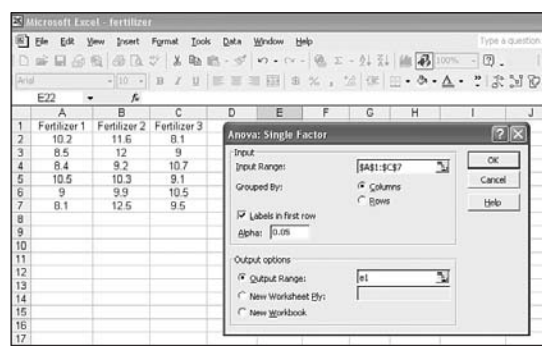 Microsoft Excel - fertilizer
File Edit View Insert Format Tools Data Window Help
Type a question
Arial 10 B I U
100%
E22 fx
A B C D E F G H I J
1 Fertilizer 1 Fertilizer 2 Fertilizer 3
2 10.2 11.6 8.1
3 8.5 12 9
4 8.4 9.2 10.7
5 10.5 10.3 9.1
6 9 9.9 10.5
7 8.1 12.5 9.5
8
9
10
11
12
13
14
15
16
17
Anova: Single Factor
Input
Input Range: $A$1:$C$7
Grouped By: Columns
Rows
Labels in first row
Alpha: 0.05
OK
Cancel
Help
Output options
Output Range: e1
New Worksheet Ply:
New Workbook